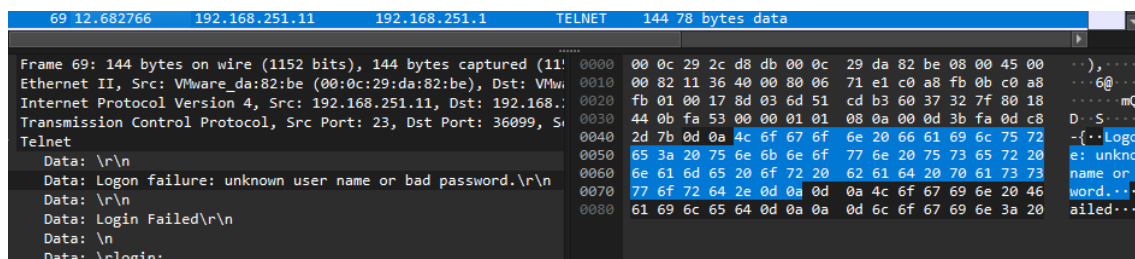 69 12.682766 192.168.251.11 192.168.251.1 TELNET 144 78 bytes data
Frame 69: 144 bytes on wire (1152 bits), 144 bytes captured (115
Ethernet II, Src: VMware_da:82:be (00:0c:29:da:82:be), Dst: VMwa
Internet Protocol Version 4, Src: 192.168.251.11, Dst: 192.168.
Transmission Control Protocol, Src Port: 23, Dst Port: 36099, S
Telnet
Data: \r\n
Data: Logon failure: unknown user name or bad password.\r\n
Data: \r\n
Data: Login Failed\r\n
Data: \n
Data: \rlogin:
0000 00 0c 29 2c d8 db 00 0c 29 da 82 be 08 00 45 00 ··),····
0010 00 82 11 36 40 00 80 06 71 e1 c0 a8 fb 0b c0 a8 ···6@···
0020 fb 01 00 17 8d 03 6d 51 cd b3 60 37 32 7f 80 18 ······mQ
0030 44 0b fa 53 00 00 01 01 08 0a 00 0d 3b fa 0d c8 D··S····
0040 2d 7b 0d 0a 4c 6f 67 6f 6e 20 66 61 69 6c 75 72 -{··Logo
0050 65 3a 20 75 6e 6b 6e 6f 77 6e 20 75 73 65 72 20 e: unkno
0060 6e 61 6d 65 20 6f 72 20 62 61 64 20 70 61 73 73 name or
0070 77 6f 72 64 2e 0d 0a 0d 0a 4c 6f 67 69 6e 20 46 word.···
0080 61 69 6c 65 64 0d 0a 0a 0d 6c 6f 67 69 6e 3a 20 ailed···